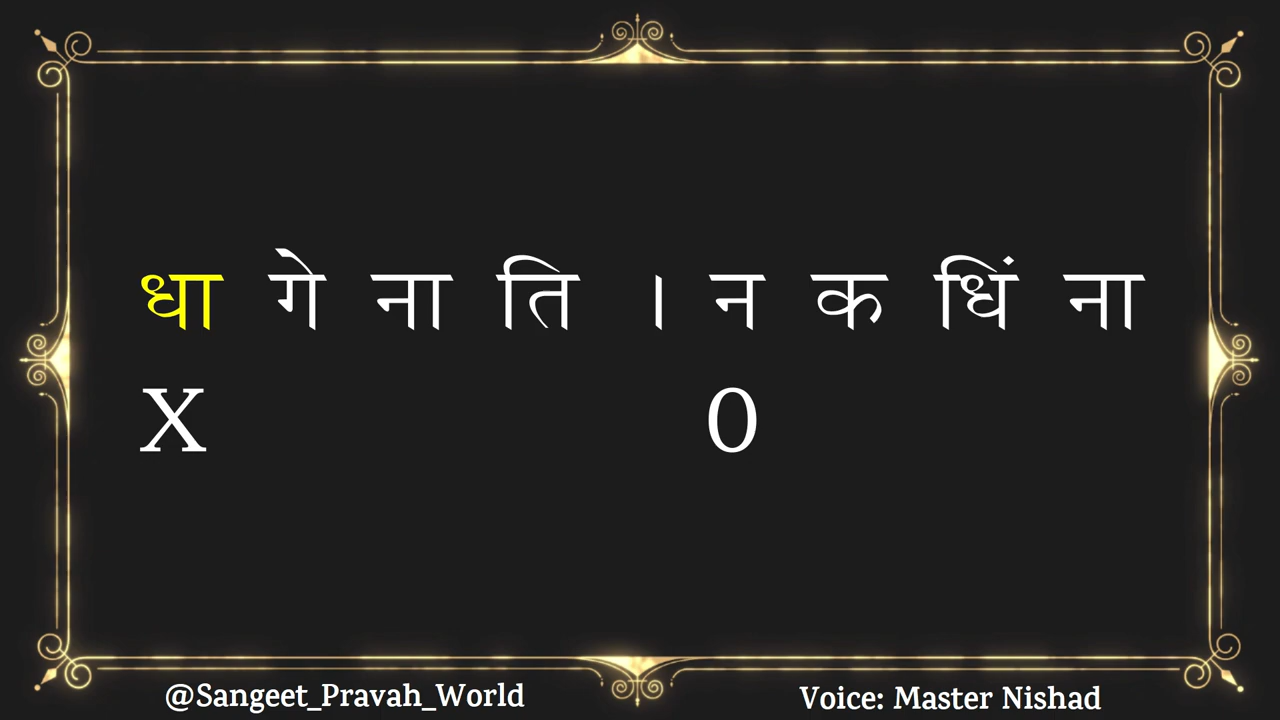 धा गे ना ति । न क धिं ना
X 0
@Sangeet_Pravah_World
Voice: Master Nishad